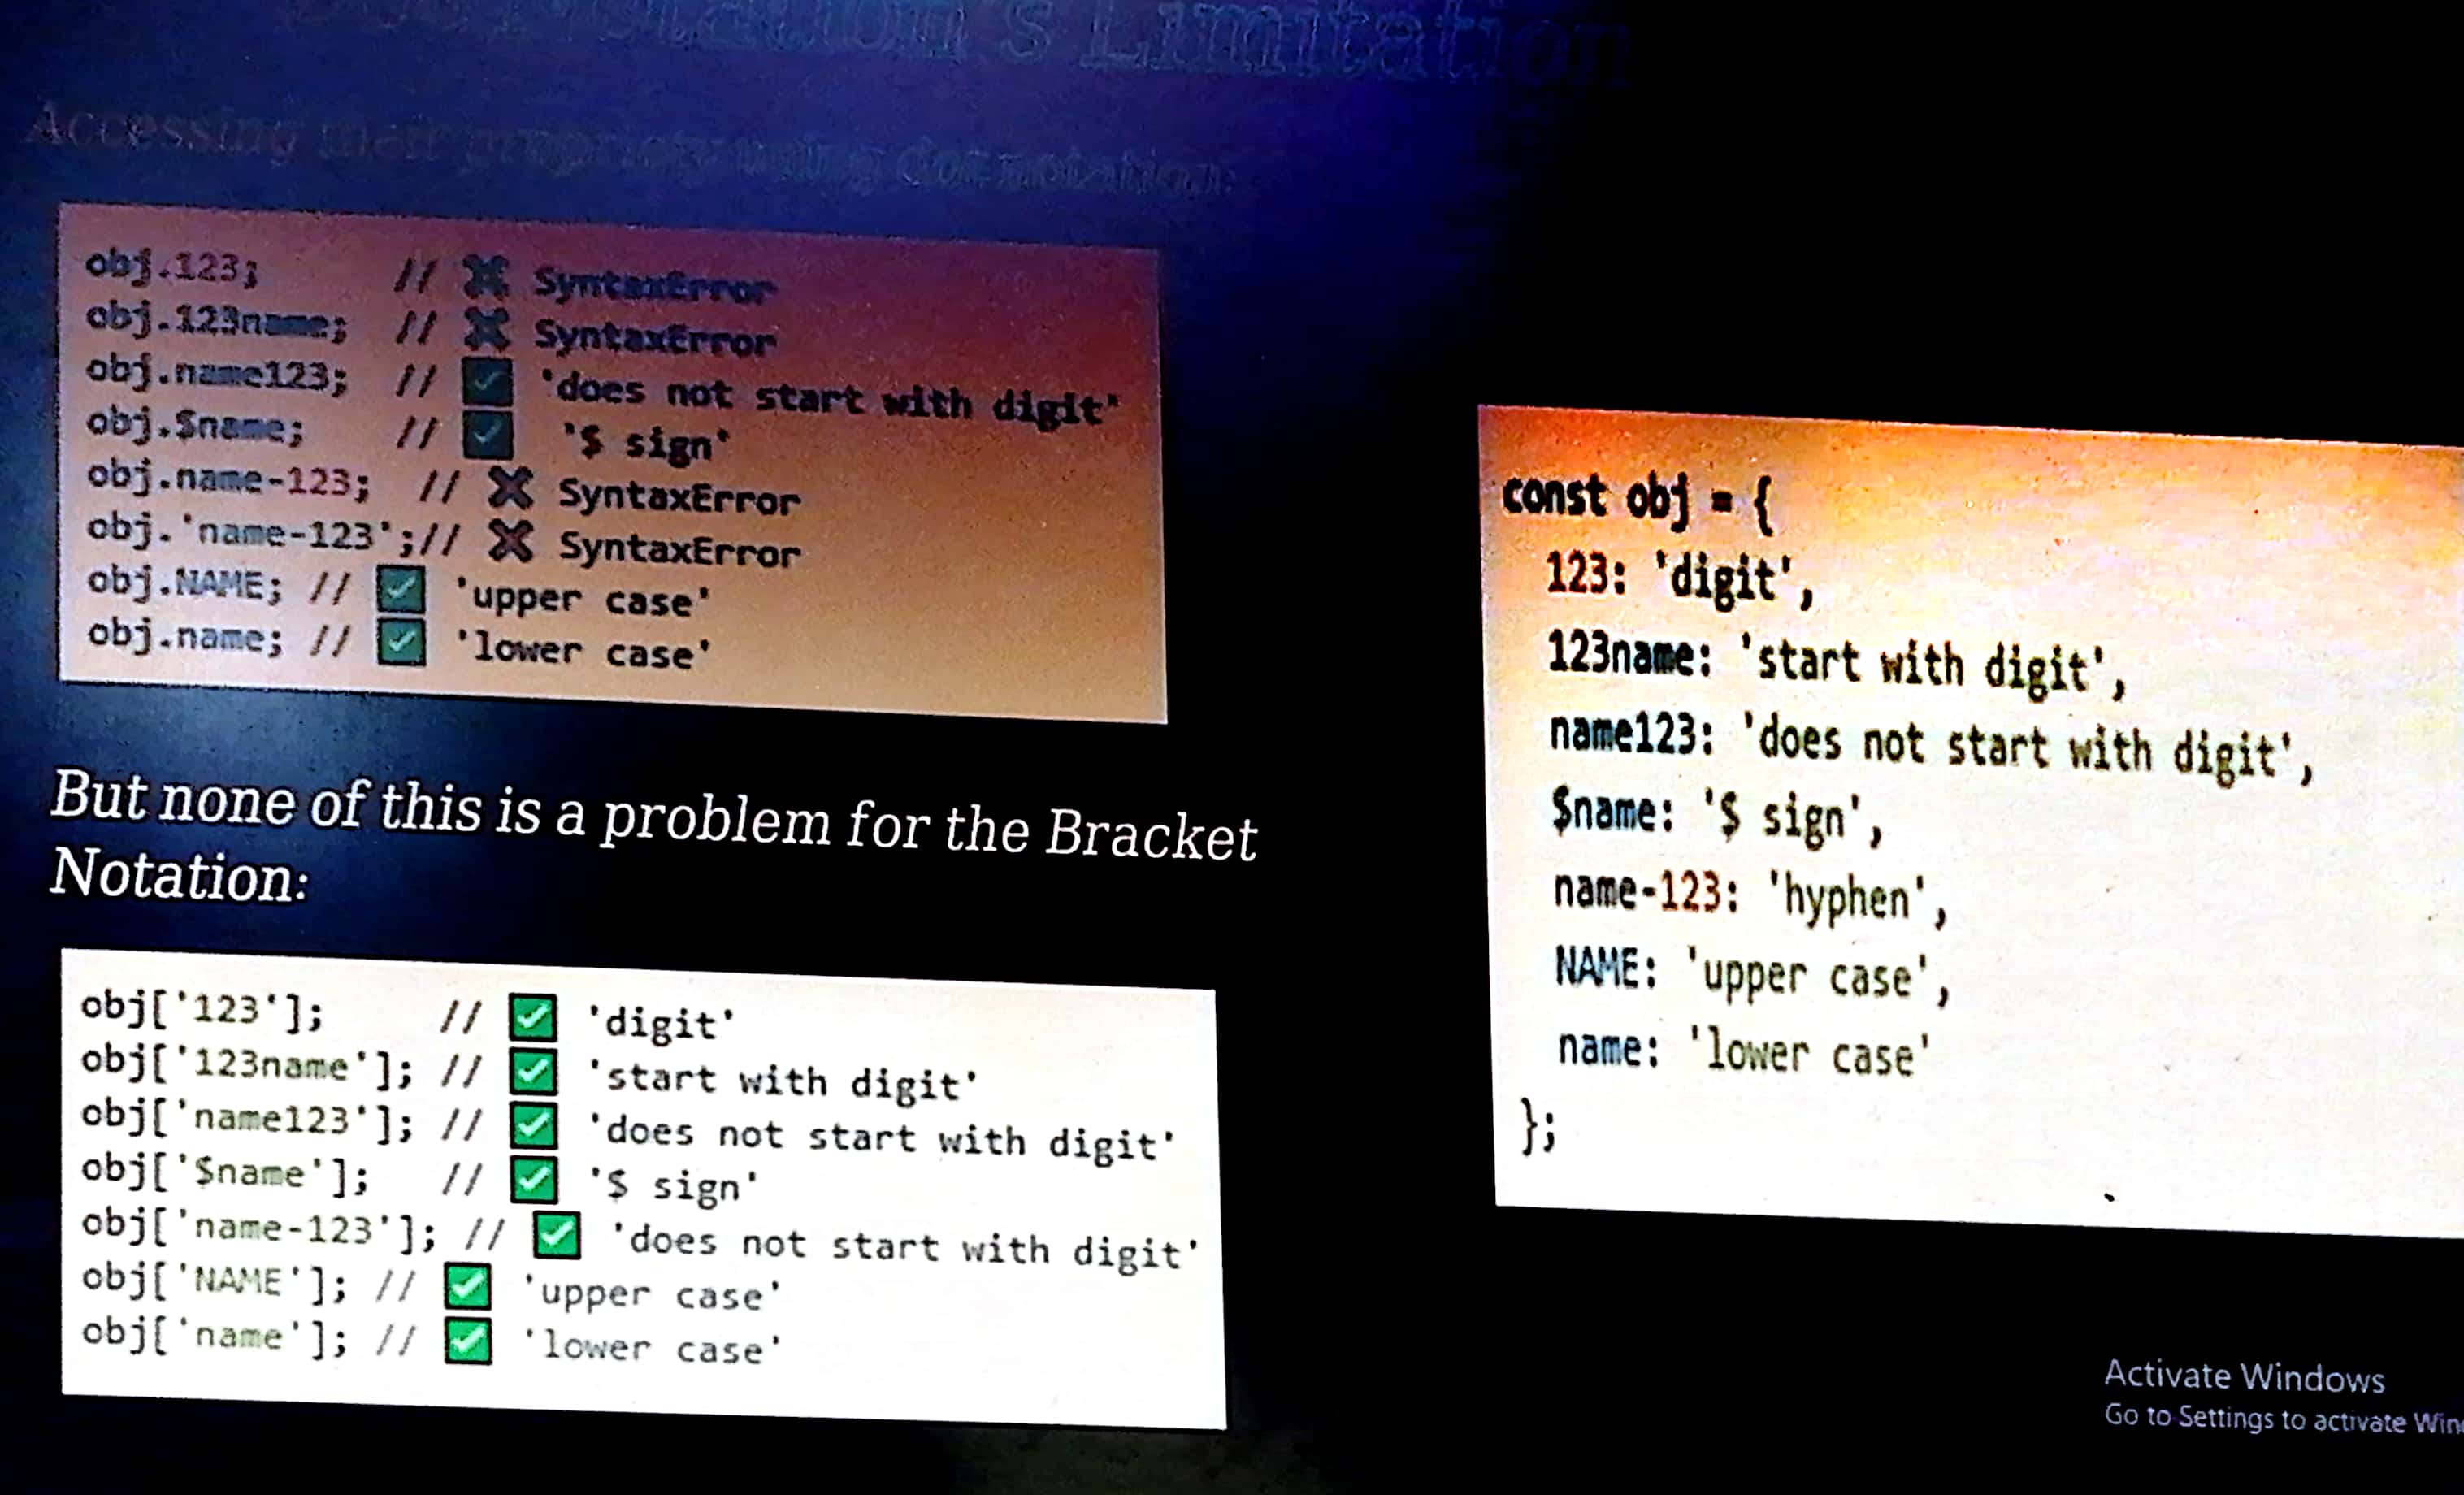 Limitation
Accessing their propriety using dot notation:
obj.123; // ❌ SyntaxError
obj.123name; // ❌ SyntaxError
obj.name123; // ✅ 'does not start with digit'
obj.$name; // ✅ '$ sign'
obj.name-123; // ❌ SyntaxError
obj.'name-123';// ❌ SyntaxError
obj.NAME; // ✅ 'upper case'
obj.name; // ✅ 'lower case'
But none of this is a problem for the Bracket
Notation:
obj['123']; // ✅ 'digit'
obj['123name']; // ✅ 'start with digit'
obj['name123']; // ✅ 'does not start with digit'
obj['$name']; // ✅ '$ sign'
obj['name-123']; // ✅ 'does not start with digit'
obj['NAME']; // ✅ 'upper case'
obj['name']; // ✅ 'lower case'
const obj = {
123: 'digit',
123name: 'start with digit',
name123: 'does not start with digit',
$name: '$ sign',
name-123: 'hyphen',
NAME: 'upper case',
name: 'lower case'
};
Activate Windows
Go to Settings to activate Win